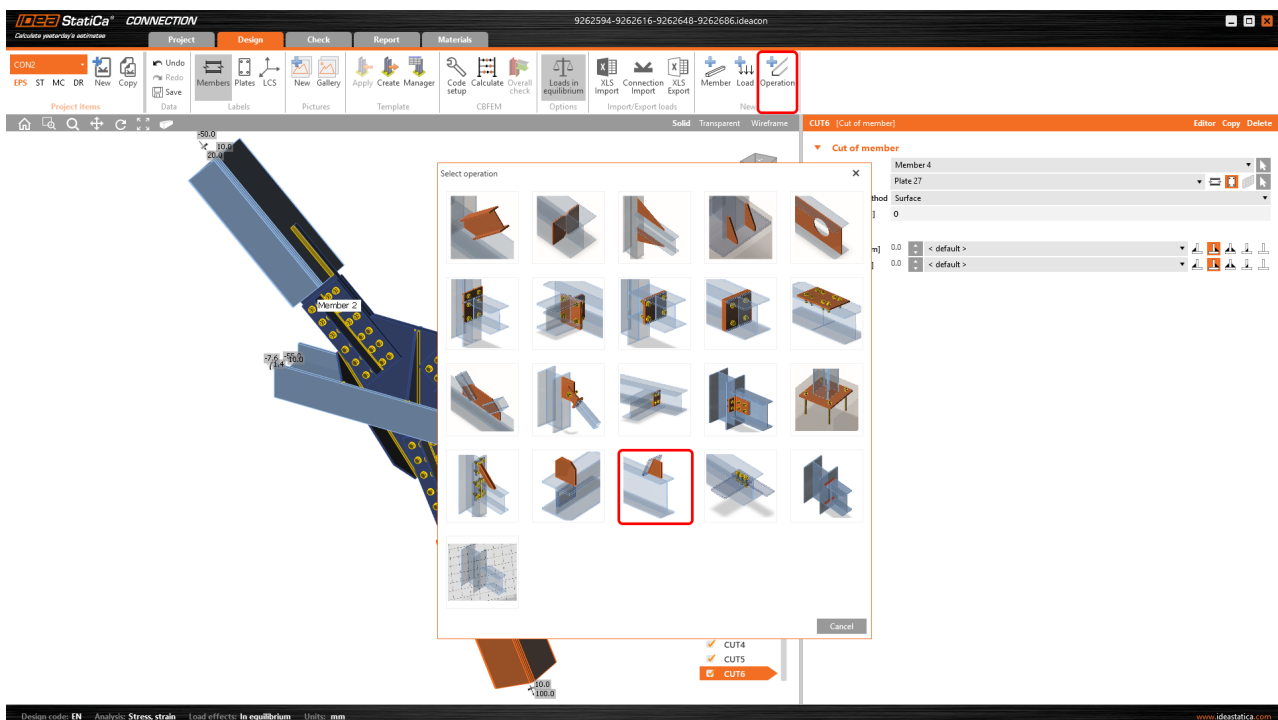 IDEA StatiCa® CONNECTION
9262594-9262616-9262648-9262686.ideacon
Calculate yesterday's estimates
Project Design Check Report Materials
CON2
EPS ST MC DR
New Copy
Project items
Undo
Redo
Save
Data
Members Plates LCS
Labels
New Gallery
Pictures
Apply Create Manager
Template
Code setup Calculate Overall check
CBFEM
Loads in equilibrium
Options
XLS Import Connection Import XLS Export
Import/Export loads
Member Load Operation
New
Solid Transparent Wireframe
CUT6 [Cut of member] Editor Copy Delete
Cut of member
Member 4
Plate 27
hod Surface
] 0
m] 0.0 < default >
] 0.0 < default >
-50.0
10.0
20.0
Member 2
-7.6
1.4
10.0
Select operation
Cancel
CUT4
CUT5
CUT6
10.0
100.0
Design code: EN Analysis: Stress, strain Load effects: In equilibrium Units: mm
www.ideastatica.com